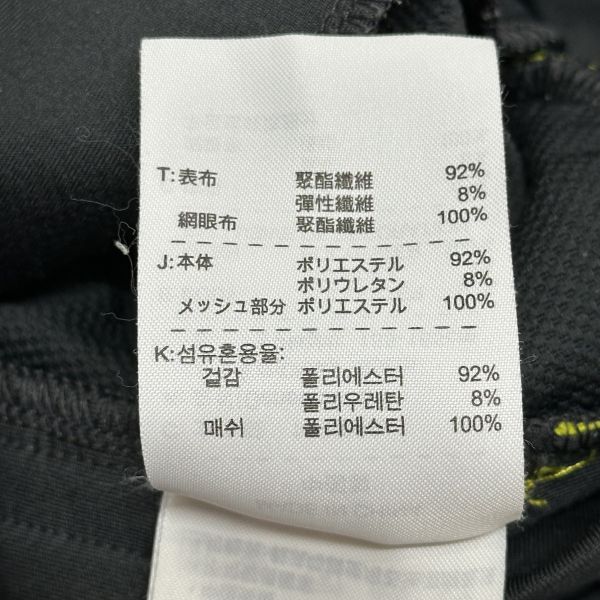 T:表布 聚酯纖維 92%
彈性纖維 8%
網眼布 聚酯纖維 100%
J:本体 ポリエステル 92%
ポリウレタン 8%
メッシュ部分 ポリエステル 100%
K:섬유혼용율:
겉감 폴리에스터 92%
폴리우레탄 8%
매쉬 폴리에스터 100%